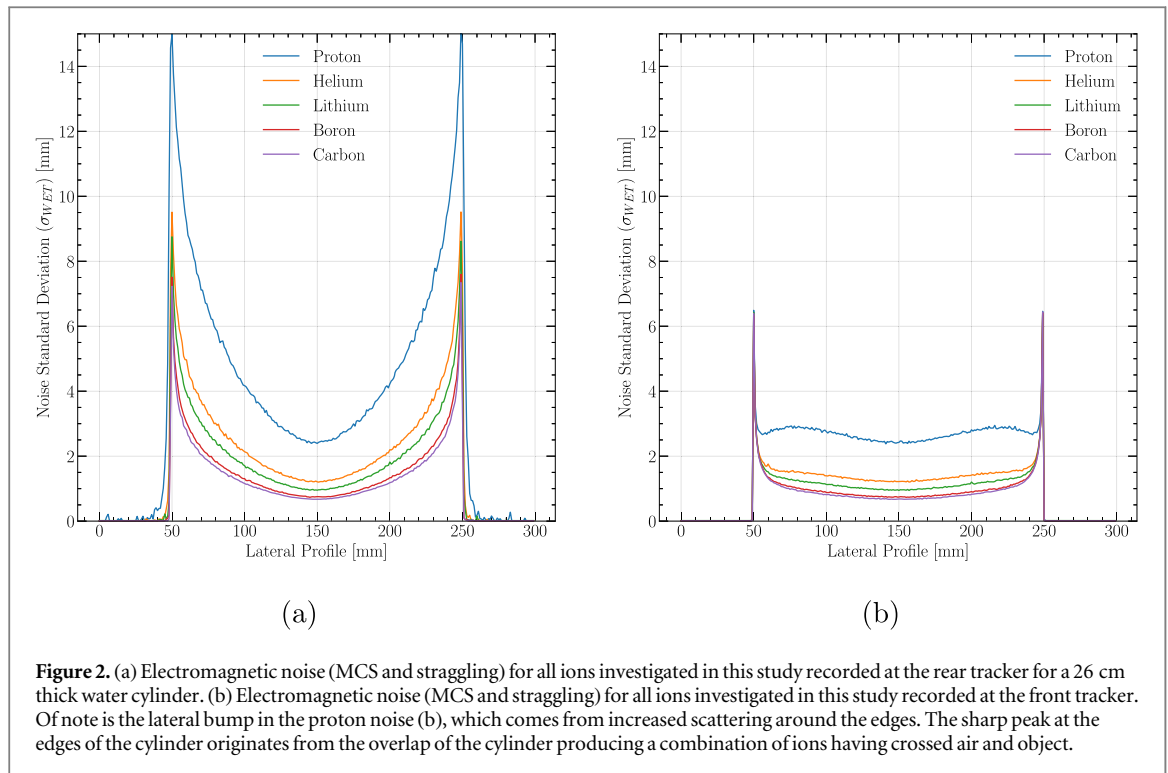 14
12
10
8
6
4
2
0
Noise Standard Deviation (σWET) [mm]
Proton
Helium
Lithium
Boron
Carbon
0 50 100 150 200 250 300
Lateral Profile [mm]
(a)
14
12
10
8
6
4
2
0
Noise Standard Deviation (σWET) [mm]
Proton
Helium
Lithium
Boron
Carbon
0 50 100 150 200 250 300
Lateral Profile [mm]
(b)
Figure 2. (a) Electromagnetic noise (MCS and straggling) for all ions investigated in this study recorded at the rear tracker for a 26 cm
thick water cylinder. (b) Electromagnetic noise (MCS and straggling) for all ions investigated in this study recorded at the front tracker.
Of note is the lateral bump in the proton noise (b), which comes from increased scattering around the edges. The sharp peak at the
edges of the cylinder originates from the overlap of the cylinder producing a combination of ions having crossed air and object.